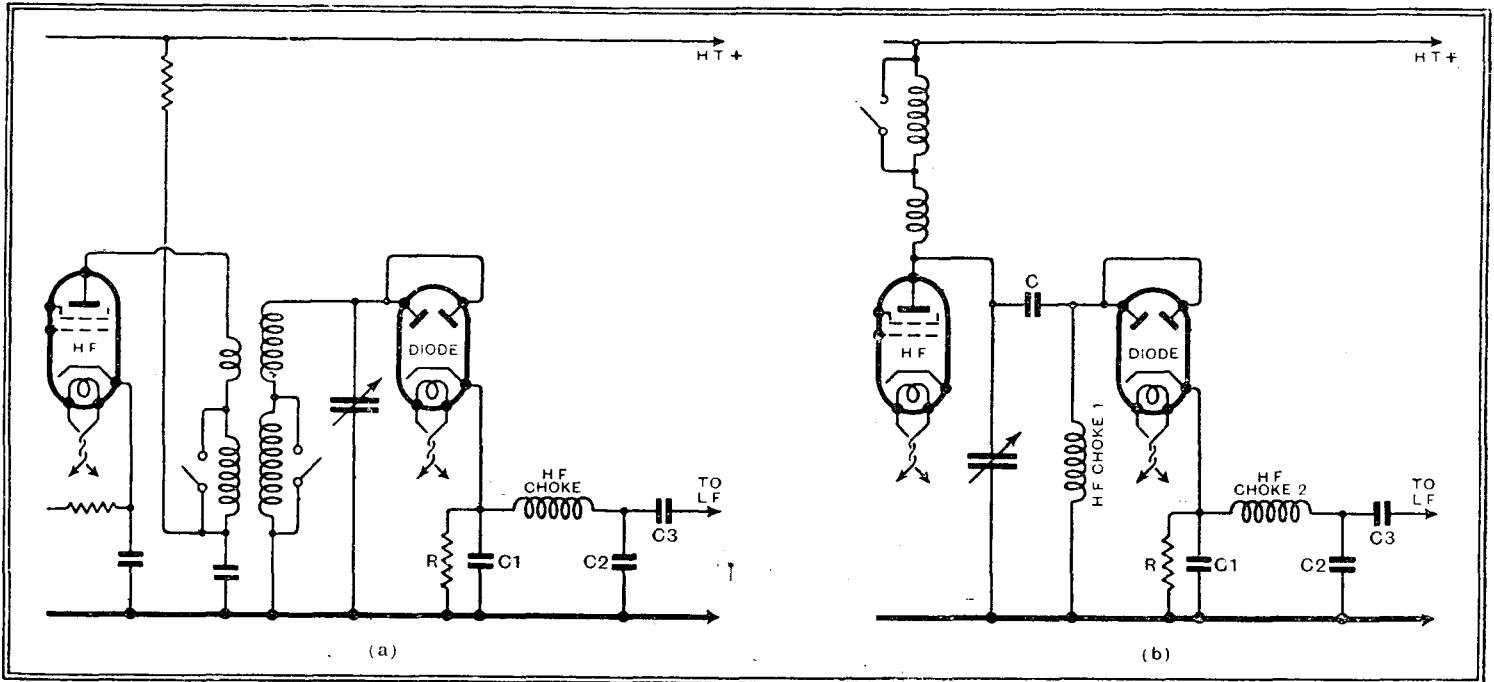 HT+
HF
DIODE
HF
CHOKE
TO
LF
R
C1
C2
C3
(a)
HT+
C
HF
DIODE
HF CHOKE 1
HF
CHOKE 2
TO
LF
R
C1
C2
C3
(b)